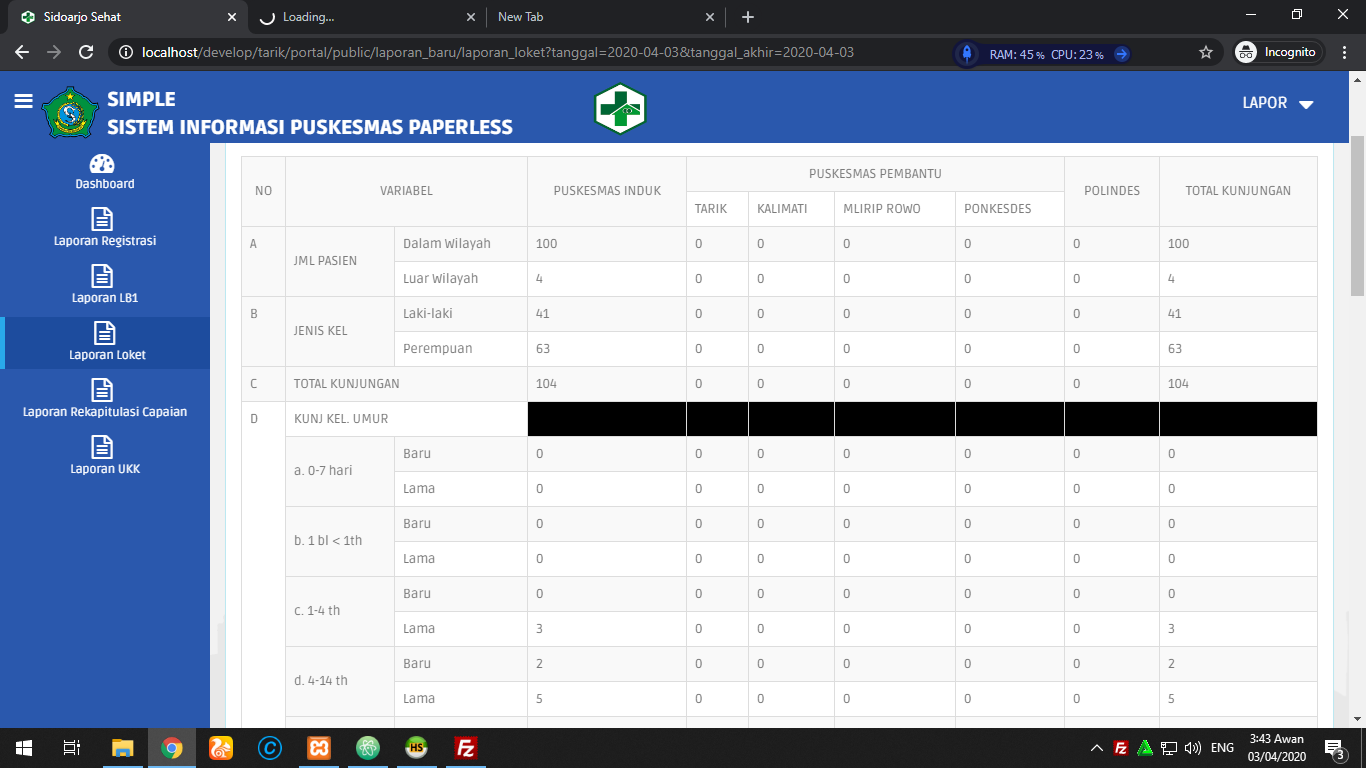 Sidoarjo Sehat
Loading...
New Tab
localhost/develop/tarik/portal/public/laporan_baru/laporan_loket?tanggal=2020-04-03&tanggal_akhir=2020-04-03
RAM: 45 % CPU: 23 %
Incognito
SIMPLE
SISTEM INFORMASI PUSKESMAS PAPERLESS
LAPOR
Dashboard
Laporan Registrasi
Laporan LB1
Laporan Loket
Laporan Rekapitulasi Capaian
Laporan UKK
NO VARIABEL PUSKESMAS INDUK PUSKESMAS PEMBANTU POLINDES TOTAL KUNJUNGAN
TARIK KALIMATI MLIRIP ROWO PONKESDES
A JML PASIEN Dalam Wilayah 100 0 0 0 0 0 100
Luar Wilayah 4 0 0 0 0 0 4
B JENIS KEL Laki-laki 41 0 0 0 0 0 41
Perempuan 63 0 0 0 0 0 63
C TOTAL KUNJUNGAN 104 0 0 0 0 0 104
D KUNJ KEL. UMUR
a. 0-7 hari Baru 0 0 0 0 0 0 0
Lama 0 0 0 0 0 0 0
b. 1 bl < 1th Baru 0 0 0 0 0 0 0
Lama 0 0 0 0 0 0 0
c. 1-4 th Baru 0 0 0 0 0 0 0
Lama 3 0 0 0 0 0 3
d. 4-14 th Baru 2 0 0 0 0 0 2
Lama 5 0 0 0 0 0 5
HS
ENG
3:43 Awan
03/04/2020
3